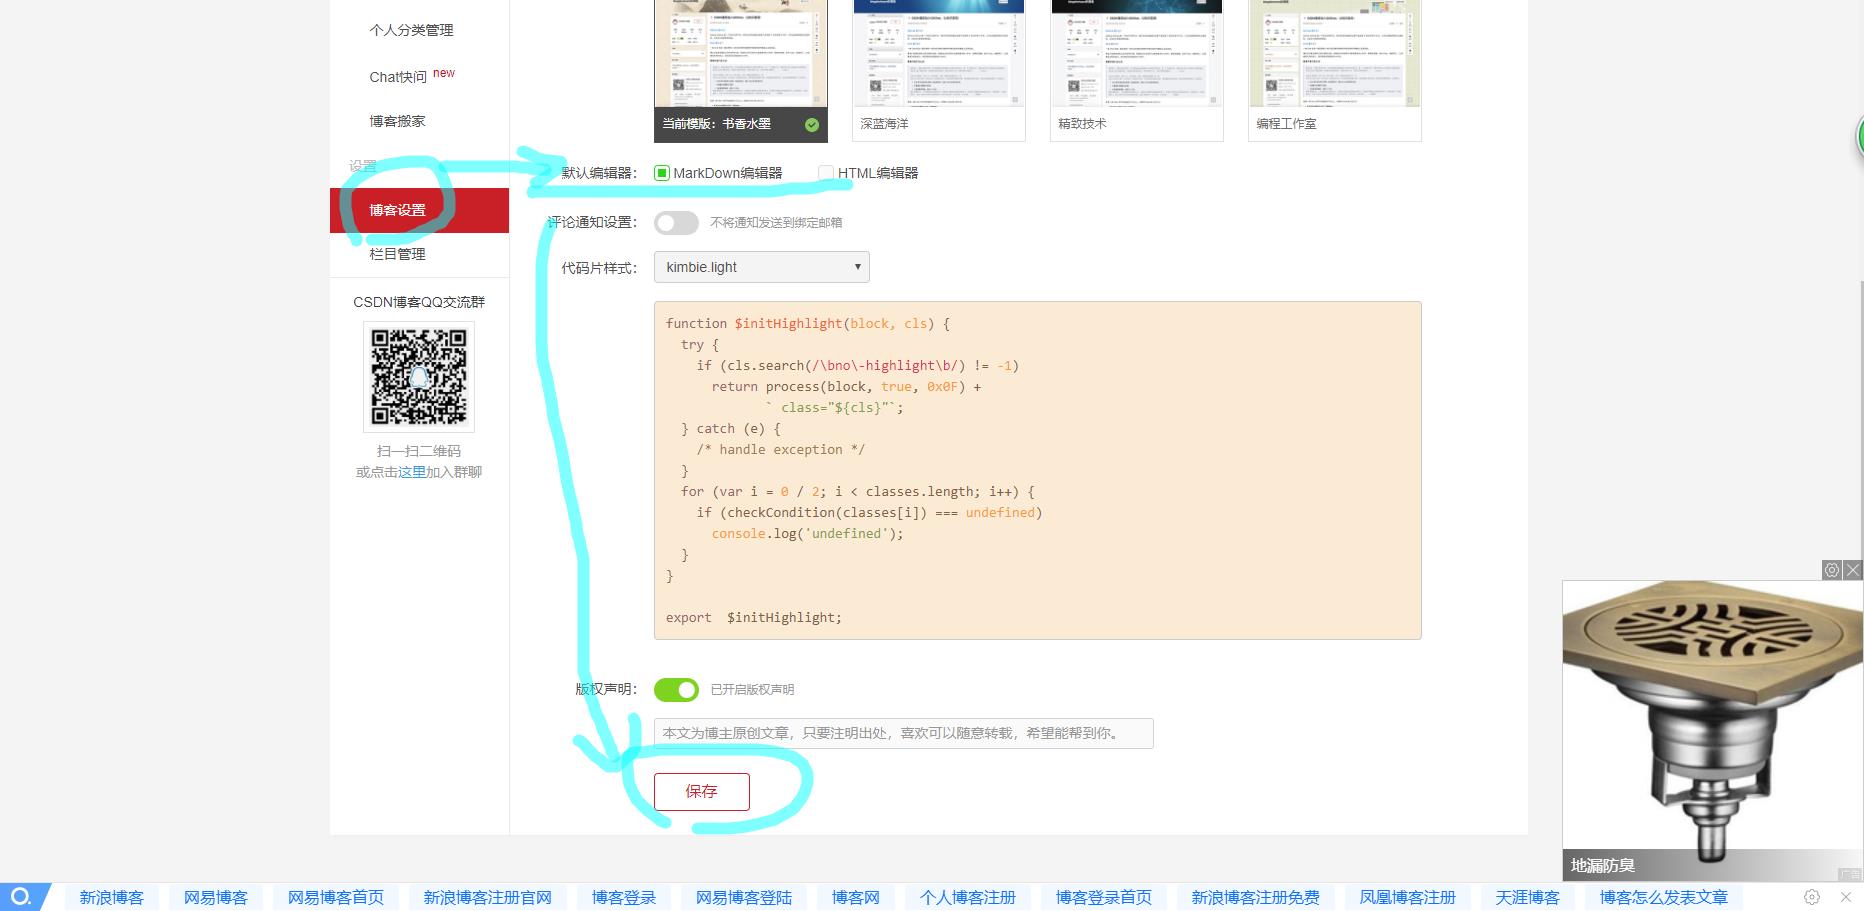 个人分类管理
Chat快问 new
博客搬家
设置
博客设置
栏目管理
CSDN博客QQ交流群
扫一扫二维码
或点击这里加入群聊
当前模版：书香水墨
深蓝海洋
精致技术
编程工作室
默认编辑器： MarkDown编辑器 HTML编辑器
评论通知设置： 不将通知发送到绑定邮箱
代码片样式： kimbie.light
function $initHighlight(block, cls) {
try {
if (cls.search(/\bno\-highlight\b/) != -1)
return process(block, true, 0x0F) +
` class="${cls}"`;
} catch (e) {
/* handle exception */
}
for (var i = 0 / 2; i < classes.length; i++) {
if (checkCondition(classes[i]) === undefined)
console.log('undefined');
}
}
export $initHighlight;
版权声明： 已开启版权声明
本文为博主原创文章，只要注明出处，喜欢可以随意转载，希望能帮到你。
保存
地漏防臭
广告
新浪博客 网易博客 网易博客首页 新浪博客注册官网 博客登录 网易博客登陆 博客网 个人博客注册 博客登录首页 新浪博客注册免费 凤凰博客注册 天涯博客 博客怎么发表文章